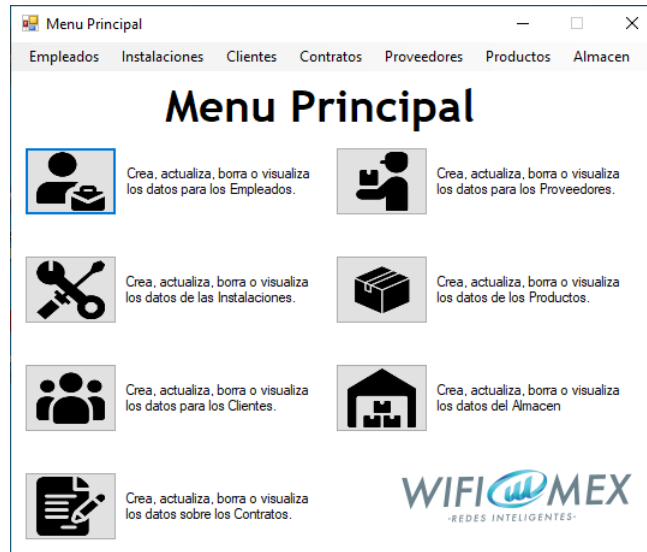 Menu Principal
Empleados Instalaciones Clientes Contratos Proveedores Productos Almacen
Menu Principal
Crea, actualiza, borra o visualiza
los datos para los Empleados.
Crea, actualiza, borra o visualiza
los datos para los Proveedores.
Crea, actualiza, borra o visualiza
los datos de las Instalaciones.
Crea, actualiza, borra o visualiza
los datos de los Productos.
Crea, actualiza, borra o visualiza
los datos para los Clientes.
Crea, actualiza, borra o visualiza
los datos del Almacen
Crea, actualiza, borra o visualiza
los datos sobre los Contratos.
WIFI MEX
-REDES INTELIGENTES-